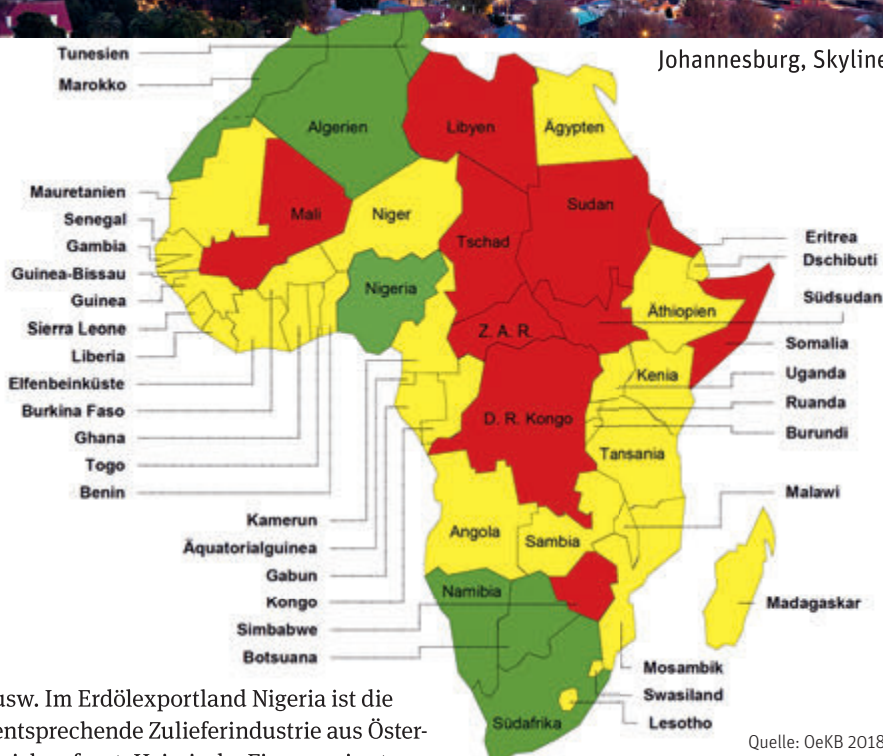 Johannesburg, Skyline
Tunesien
Marokko
Algerien
Libyen
Ägypten
Mauretanien
Senegal
Gambia
Guinea-Bissau
Guinea
Sierra Leone
Liberia
Elfenbeinküste
Burkina Faso
Ghana
Togo
Benin
Mali
Niger
Tschad
Sudan
Nigeria
Z. A. R.
Äthiopien
Eritrea
Dschibuti
Südsudan
Somalia
Uganda
Ruanda
Burundi
Kenia
D. R. Kongo
Tansania
Malawi
Kamerun
Äquatorialguinea
Gabun
Kongo
Simbabwe
Botsuana
Angola
Sambia
Namibia
Madagaskar
Mosambik
Swasiland
Lesotho
Südafrika
usw. Im Erdölexportland Nigeria ist die
entsprechende Zulieferindustrie aus Öster-
Quelle: OeKB 2018